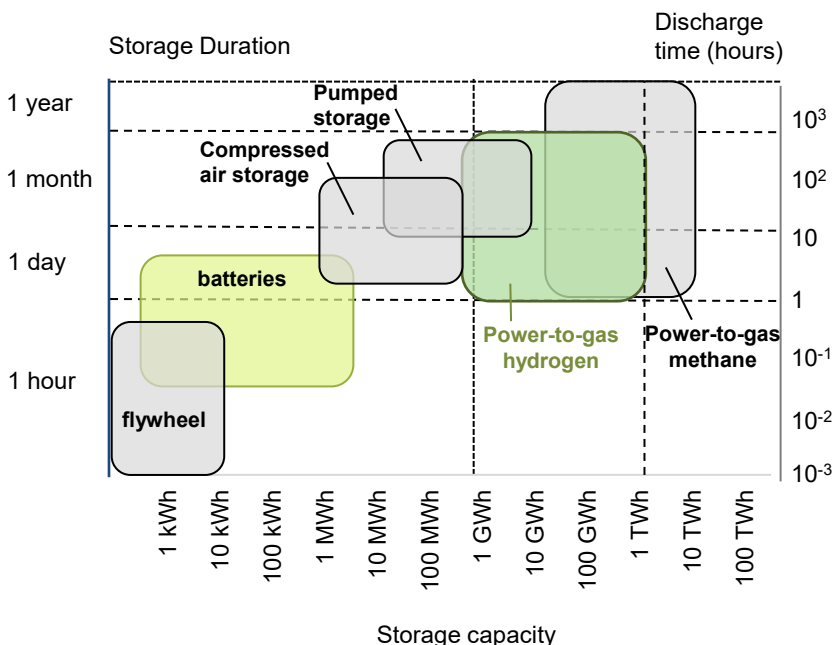 Storage Duration
Discharge
time (hours)
1 year
1 month
1 day
1 hour
Pumped
storage
Compressed
air storage
batteries
flywheel
Power-to-gas
hydrogen
Power-to-gas
methane
10³
10²
10
1
10⁻¹
10⁻²
10⁻³
1 kWh
10 kWh
100 kWh
1 MWh
10 MWh
100 MWh
1 GWh
10 GWh
100 GWh
1 TWh
10 TWh
100 TWh
Storage capacity